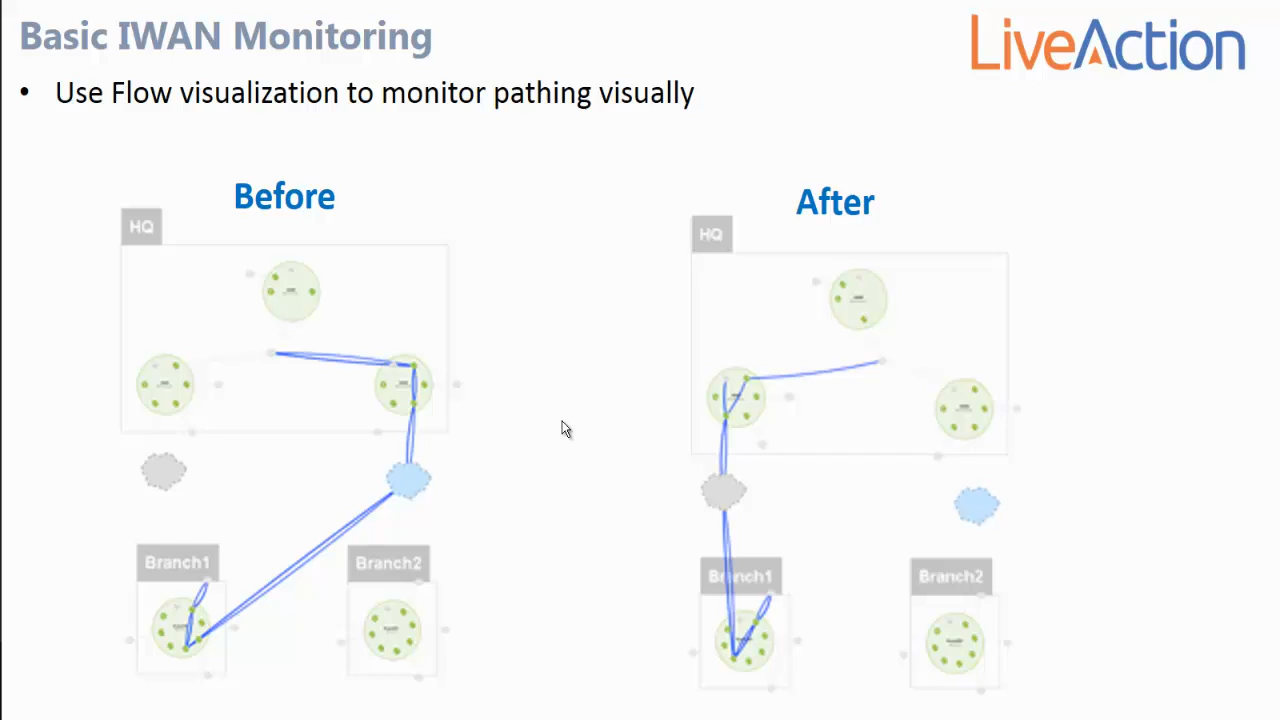 Basic IWAN Monitoring
LiveAction
• Use Flow visualization to monitor pathing visually
Before
After
HQ
HQ
Branch1
Branch2
Branch1
Branch2